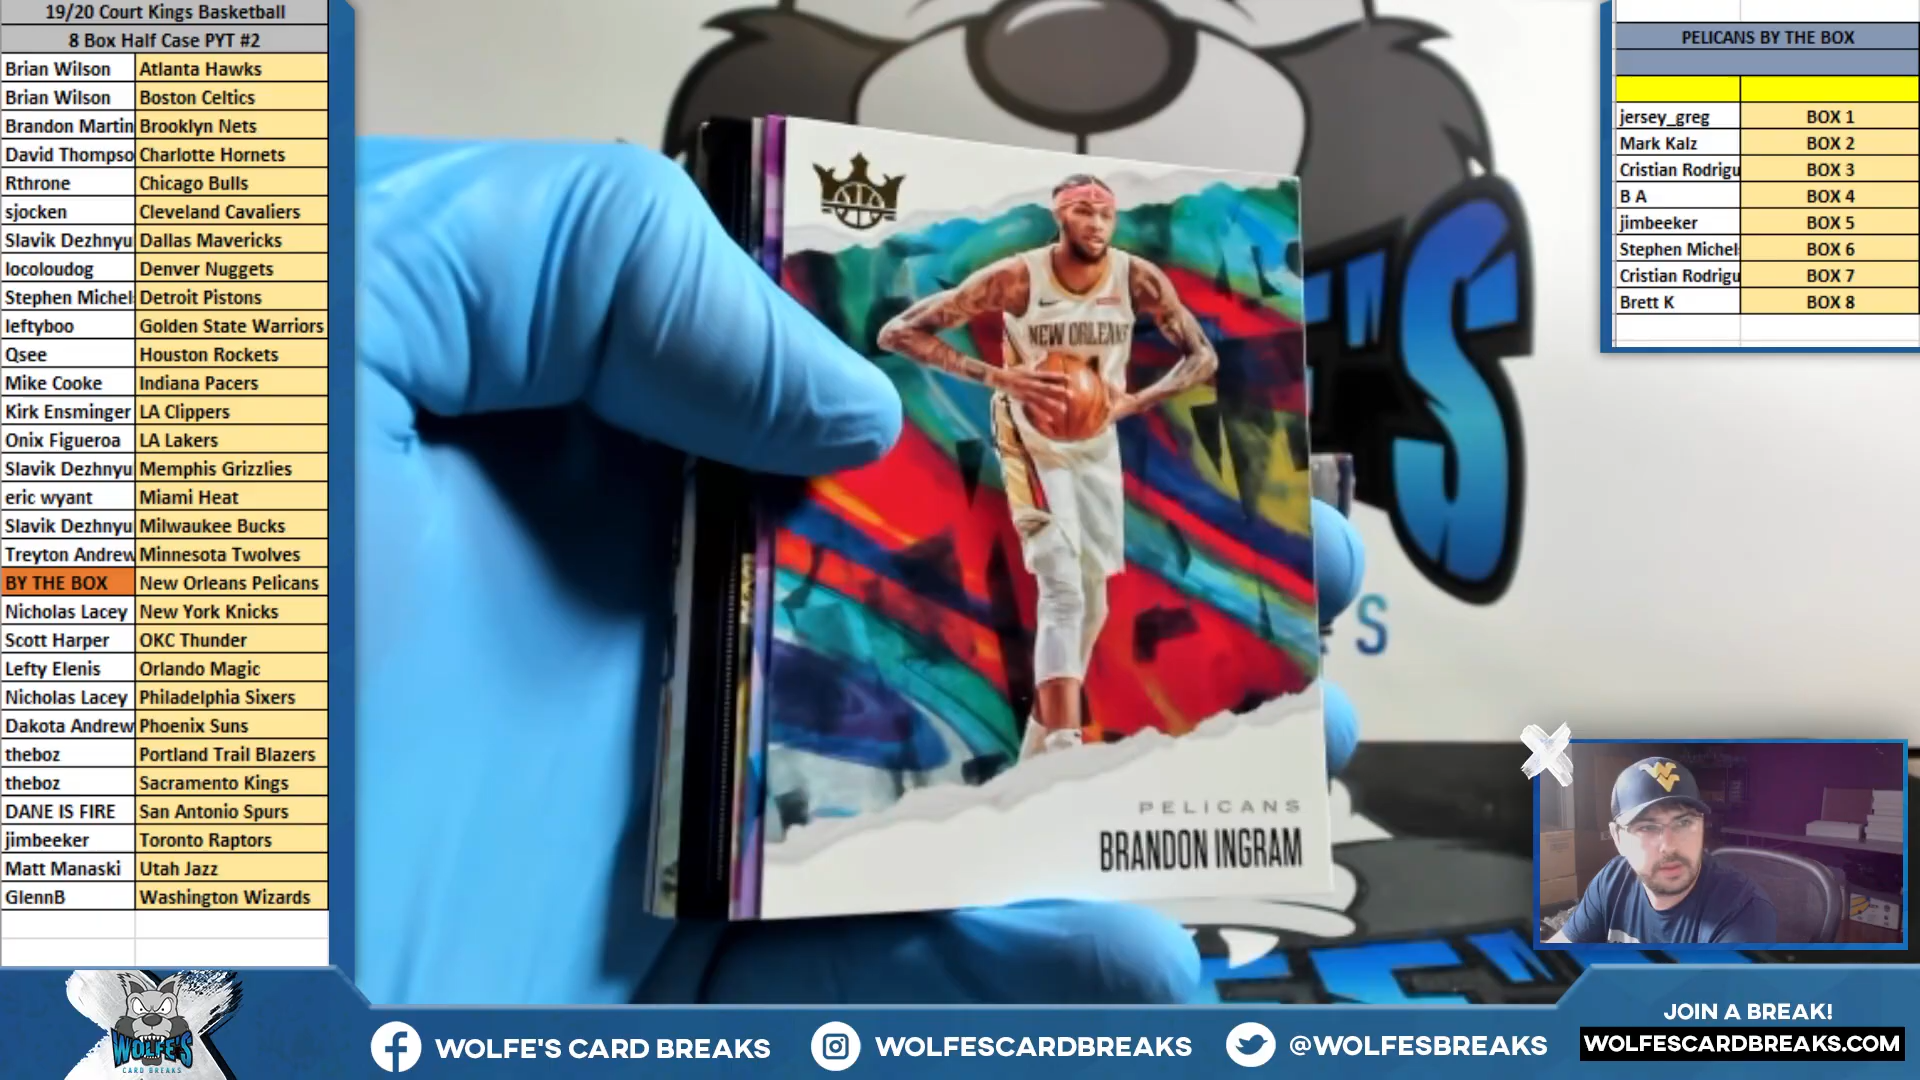 19/20 Court Kings Basketball
8 Box Half Case PYT #2
Brian Wilson Atlanta Hawks
Brian Wilson Boston Celtics
Brandon Martin Brooklyn Nets
David Thompso Charlotte Hornets
Rthrone Chicago Bulls
sjocken Cleveland Cavaliers
Slavik Dezhnyu Dallas Mavericks
locoloudog Denver Nuggets
Stephen Michel Detroit Pistons
leftyboo Golden State Warriors
Qsee Houston Rockets
Mike Cooke Indiana Pacers
Kirk Ensminger LA Clippers
Onix Figueroa LA Lakers
Slavik Dezhnyu Memphis Grizzlies
eric wyant Miami Heat
Slavik Dezhnyu Milwaukee Bucks
Treyton Andrew Minnesota Twolves
BY THE BOX New Orleans Pelicans
Nicholas Lacey New York Knicks
Scott Harper OKC Thunder
Lefty Elenis Orlando Magic
Nicholas Lacey Philadelphia Sixers
Dakota Andrew Phoenix Suns
theboz Portland Trail Blazers
theboz Sacramento Kings
DANE IS FIRE San Antonio Spurs
jimbeeker Toronto Raptors
Matt Manaski Utah Jazz
GlennB Washington Wizards
NEW ORLEANS
PELICANS
BRANDON INGRAM
PELICANS BY THE BOX
jersey_greg BOX 1
Mark Kalz BOX 2
Cristian Rodrigu BOX 3
B A BOX 4
jimbeeker BOX 5
Stephen Michel BOX 6
Cristian Rodrigu BOX 7
Brett K BOX 8
WOLFE'S
CARD BREAKS
WOLFE'S CARD BREAKS
WOLFESCARDBREAKS
@WOLFESBREAKS
JOIN A BREAK!
WOLFESCARDBREAKS.COM